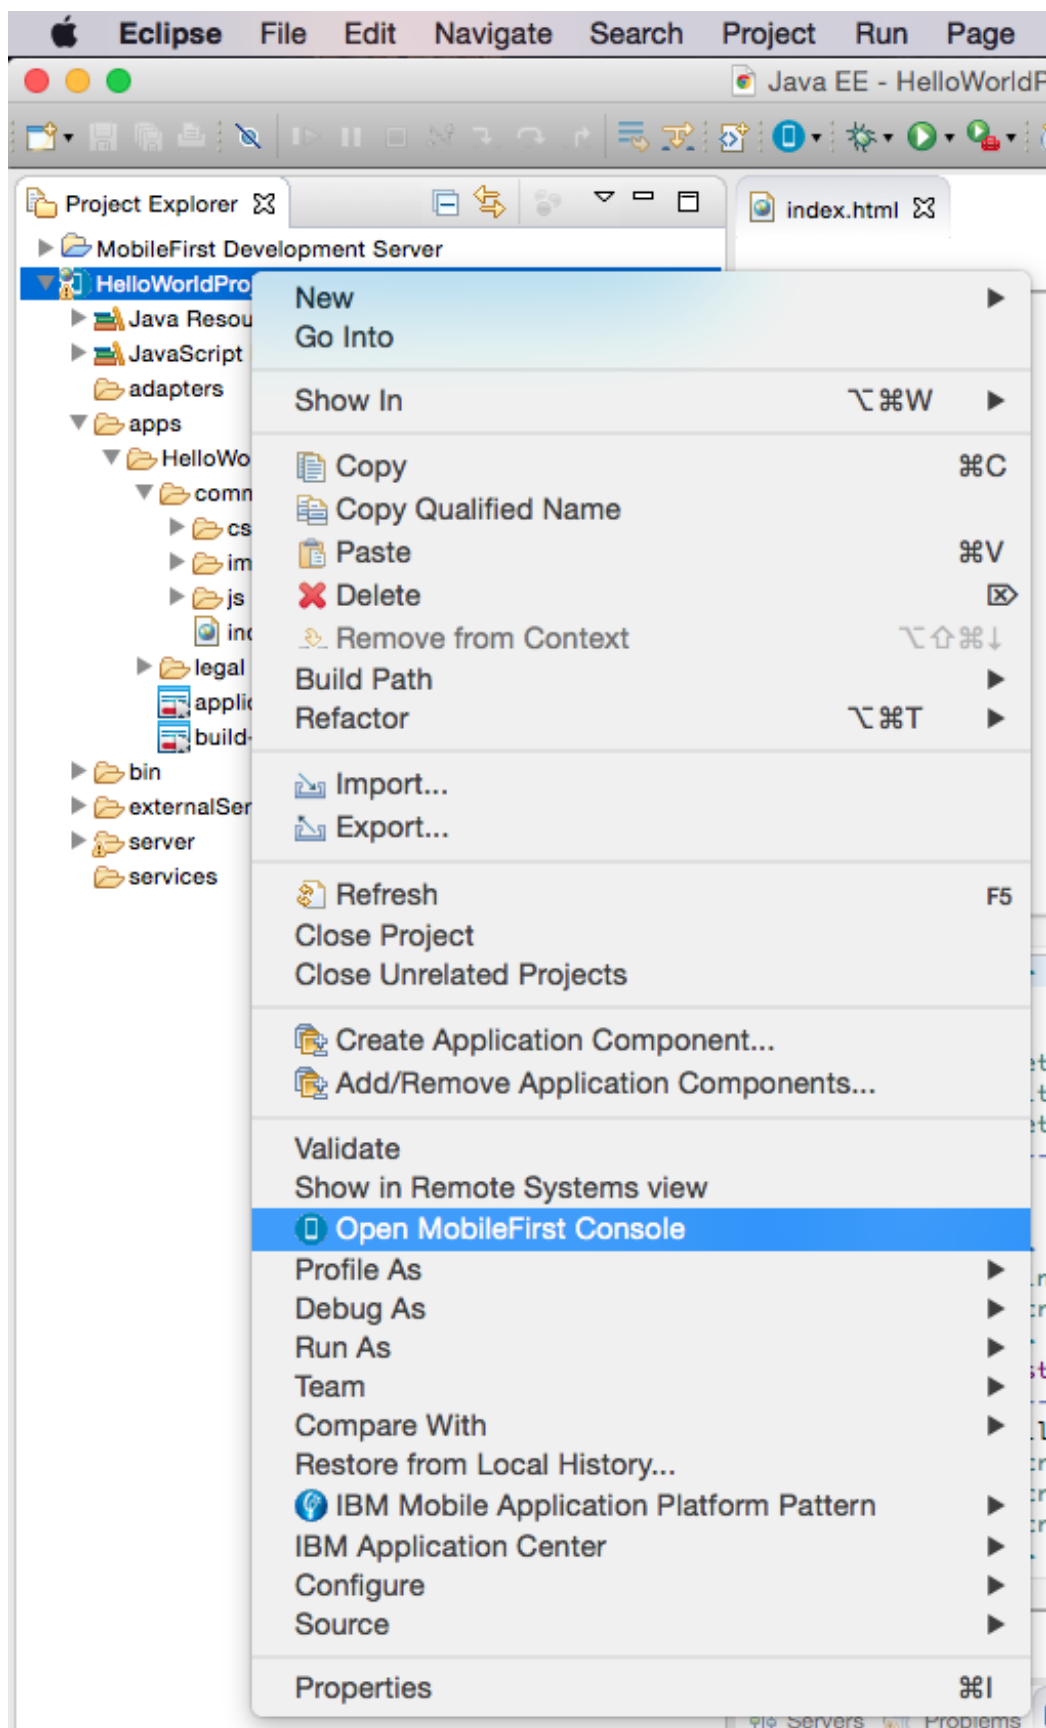 Eclipse File Edit Navigate Search Project Run Page
Java EE - HelloWorldP
Project Explorer
index.html
MobileFirst Development Server
HelloWorldPro
Java Resou
JavaScript
adapters
apps
HelloWo
comm
cs
im
js
inc
legal
applic
build-
bin
externalSer
server
services
New
Go Into
Show In ⌥⌘W
Copy ⌘C
Copy Qualified Name
Paste ⌘V
Delete ⌦
Remove from Context ⌥⇧⌘↓
Build Path
Refactor ⌥⌘T
Import...
Export...
Refresh F5
Close Project
Close Unrelated Projects
Create Application Component...
Add/Remove Application Components...
Validate
Show in Remote Systems view
Open MobileFirst Console
Profile As
Debug As
Run As
Team
Compare With
Restore from Local History...
IBM Mobile Application Platform Pattern
IBM Application Center
Configure
Source
Properties ⌘I
Servers Problems